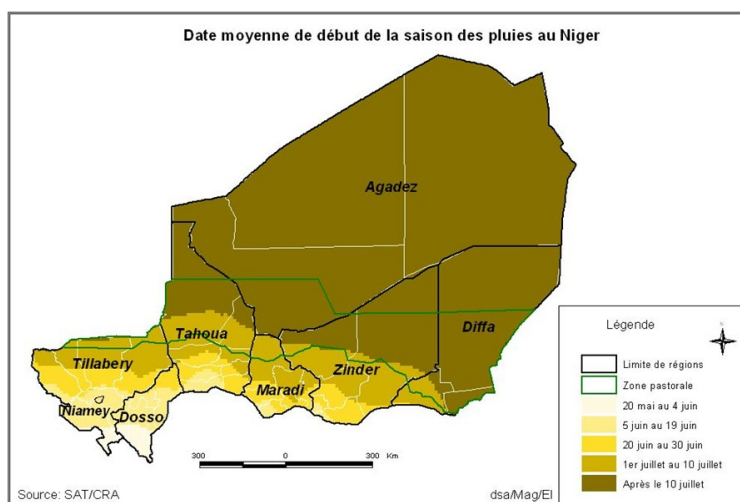 Date moyenne de début de la saison des pluies au Niger
Agadez
Diffa
Tahoua
Tillabery
Zinder
Maradi
Niamey
Dosso
Légende
Limite de régions
Zone pastorale
20 mai au 4 juin
5 juin au 19 juin
20 juin au 30 juin
1er juillet au 10 juillet
Après le 10 juillet
300 0 300 Km
Source: SAT/CRA
dsa/Mag/El